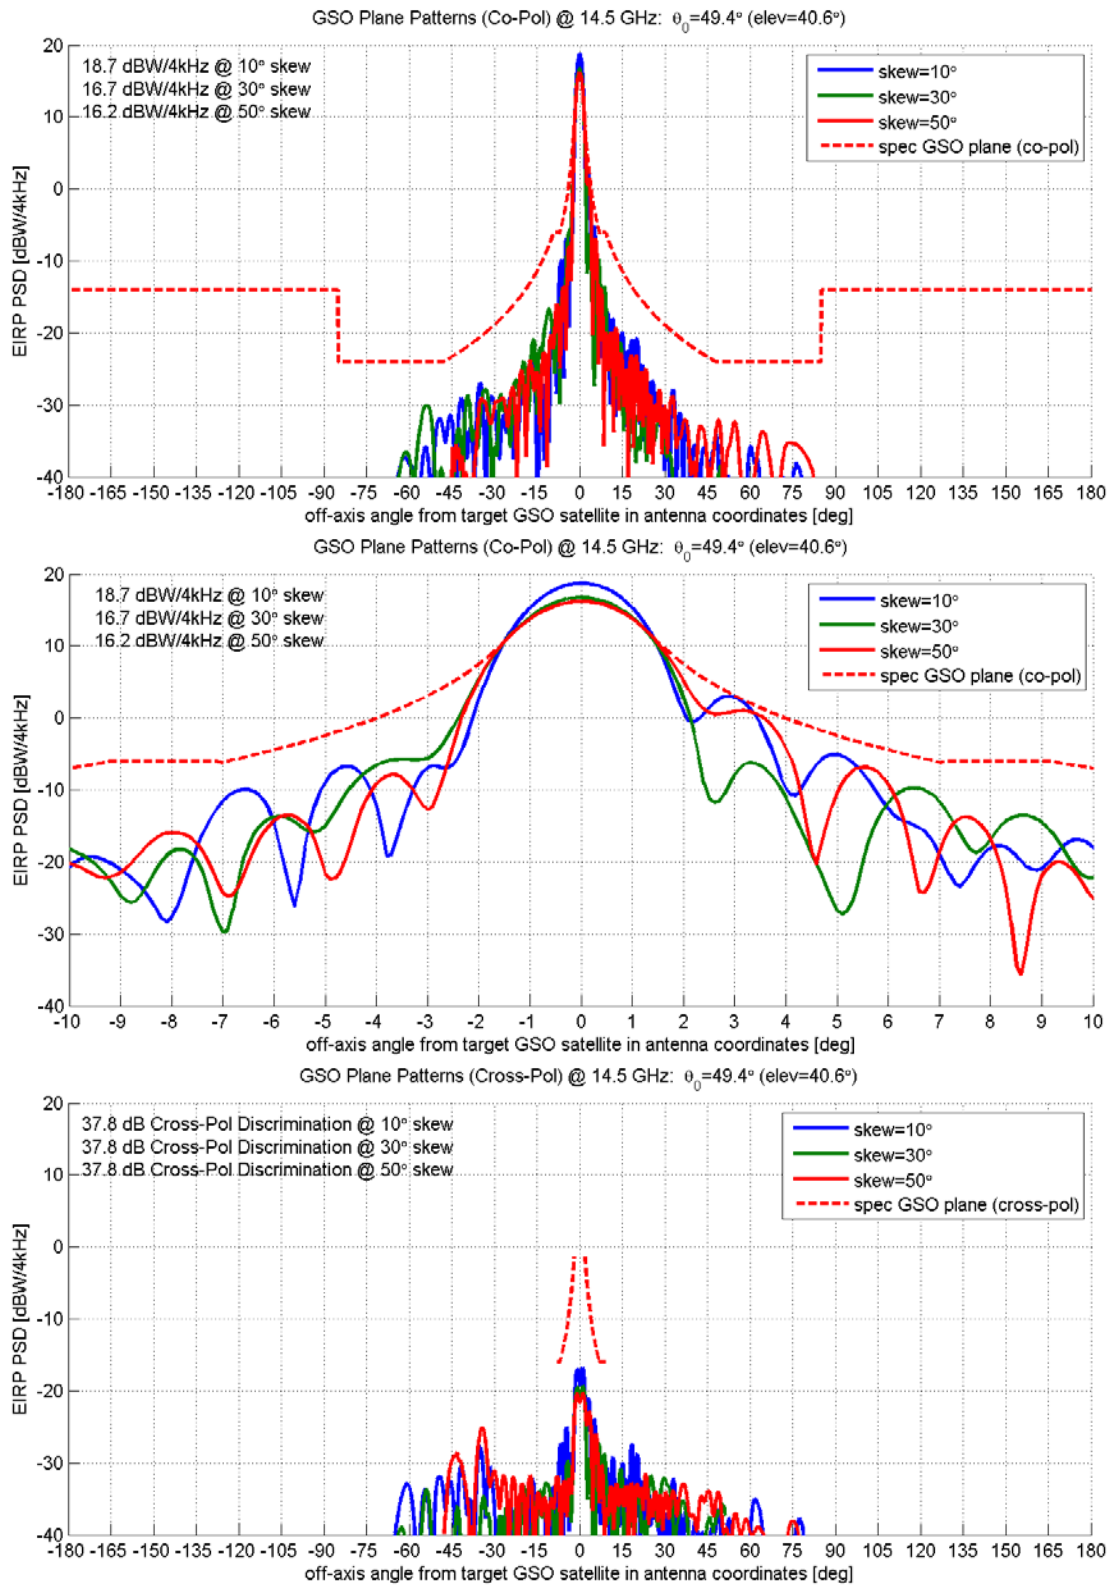 GSO Plane Patterns (Co-Pol) @ 14.5 GHz: θ0=49.4° (elev=40.6°)
18.7 dBW/4kHz @ 10° skew
16.7 dBW/4kHz @ 30° skew
16.2 dBW/4kHz @ 50° skew
skew=10°
skew=30°
skew=50°
spec GSO plane (co-pol)
EIRP PSD [dBW/4kHz]
20
10
0
-10
-20
-30
-40
-180 -165 -150 -135 -120 -105 -90 -75 -60 -45 -30 -15 0 15 30 45 60 75 90 105 120 135 150 165 180
off-axis angle from target GSO satellite in antenna coordinates [deg]
GSO Plane Patterns (Co-Pol) @ 14.5 GHz: θ0=49.4° (elev=40.6°)
18.7 dBW/4kHz @ 10° skew
16.7 dBW/4kHz @ 30° skew
16.2 dBW/4kHz @ 50° skew
skew=10°
skew=30°
skew=50°
spec GSO plane (co-pol)
EIRP PSD [dBW/4kHz]
20
10
0
-10
-20
-30
-40
-10 -9 -8 -7 -6 -5 -4 -3 -2 -1 0 1 2 3 4 5 6 7 8 9 10
off-axis angle from target GSO satellite in antenna coordinates [deg]
GSO Plane Patterns (Cross-Pol) @ 14.5 GHz: θ0=49.4° (elev=40.6°)
37.8 dB Cross-Pol Discrimination @ 10° skew
37.8 dB Cross-Pol Discrimination @ 30° skew
37.8 dB Cross-Pol Discrimination @ 50° skew
skew=10°
skew=30°
skew=50°
spec GSO plane (cross-pol)
EIRP PSD [dBW/4kHz]
20
10
0
-10
-20
-30
-40
-180 -165 -150 -135 -120 -105 -90 -75 -60 -45 -30 -15 0 15 30 45 60 75 90 105 120 135 150 165 180
off-axis angle from target GSO satellite in antenna coordinates [deg]